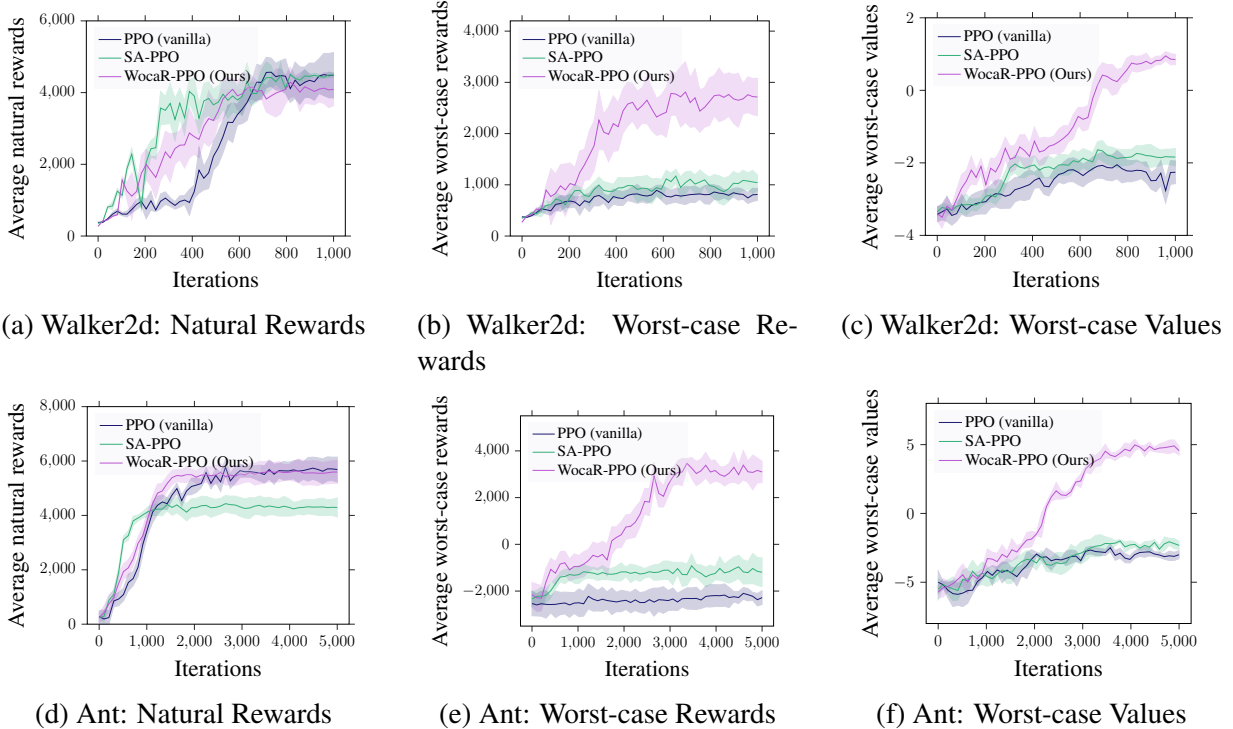 6,000
4,000
2,000
0
Average natural rewards
PPO (vanilla)
SA-PPO
WocaR-PPO (Ours)
0 200 400 600 800 1,000
Iterations
(a) Walker2d: Natural Rewards
4,000
3,000
2,000
1,000
0
Average worst-case rewards
PPO (vanilla)
SA-PPO
WocaR-PPO (Ours)
0 200 400 600 800 1,000
Iterations
(b) Walker2d: Worst-case Re-
wards
2
0
−2
−4
Average worst-case values
PPO (vanilla)
SA-PPO
WocaR-PPO (Ours)
0 200 400 600 800 1,000
Iterations
(c) Walker2d: Worst-case Values
8,000
6,000
4,000
2,000
0
Average natural rewards
PPO (vanilla)
SA-PPO
WocaR-PPO (Ours)
0 1,000 2,000 3,000 4,000 5,000
Iterations
(d) Ant: Natural Rewards
4,000
2,000
0
−2,000
Average worst-case rewards
PPO (vanilla)
SA-PPO
WocaR-PPO (Ours)
0 1,000 2,000 3,000 4,000 5,000
Iterations
(e) Ant: Worst-case Rewards
5
0
−5
Average worst-case values
PPO (vanilla)
SA-PPO
WocaR-PPO (Ours)
0 1,000 2,000 3,000 4,000 5,000
Iterations
(f) Ant: Worst-case Values